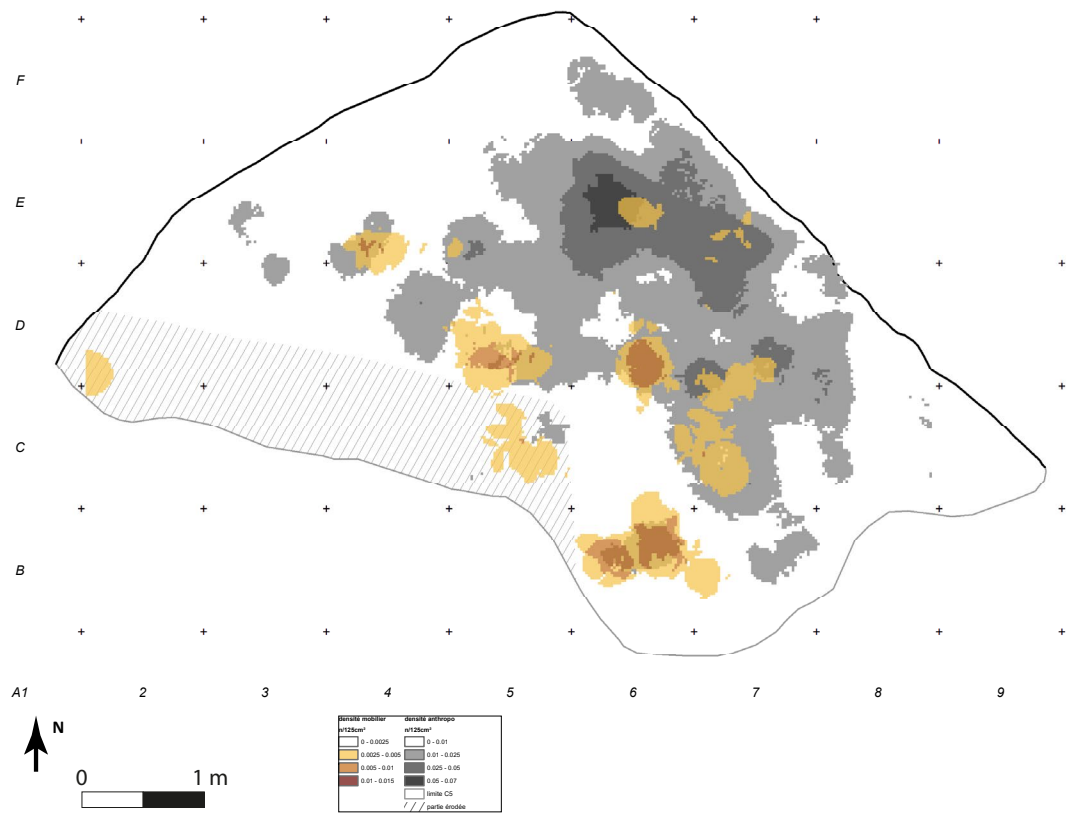 F
E
D
C
B
A1 2 3 4 5 6 7 8 9
N
0 1 m
densité mobilier densité anthropo
n/125cm³ n/125cm³
0 - 0.0025 0 - 0.01
0.0025 - 0.005 0.01 - 0.025
0.005 - 0.01 0.025 - 0.05
0.01 - 0.015 0.05 - 0.07
limite C5
partie érodée